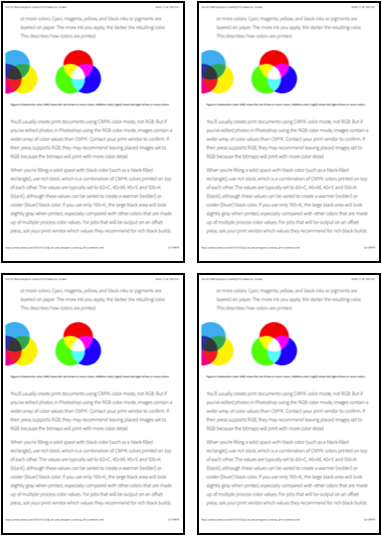 or more colors. Cyan, magenta, yellow, and black inks or pigments are
layered on paper. The more ink you apply, the darker the resulting color.
This describes how colors are printed.
You'll usually create print documents using CMYK color mode, not RGB. But if
you've edited photos in Photoshop using the RGB color mode, images contain a
wider array of color values than CMYK. Contact your print vendor to confirm. If
their press supports RGB, they may recommend leaving placed images set to
RGB because the bitmaps will print with more color detail.
When you're filling a solid space with black color (such as a black-filled
rectangle), use rich black, which is a combination of CMYK colors printed on top
of each other. The values are typically set to 60=C, 40=M, 40=Y, and 100=K
(black), although these values can be varied to create a warmer (redder) or
cooler (bluer) black color. If you use only 100=K, the large black area will look
slightly gray when printed, especially compared with other colors that are made
up of multiple process color values. For jobs that will be output on an offset
press, ask your print vendor which values they recommend for rich black builds.
or more colors. Cyan, magenta, yellow, and black inks or pigments are
layered on paper. The more ink you apply, the darker the resulting color.
This describes how colors are printed.
You'll usually create print documents using CMYK color mode, not RGB. But if
you've edited photos in Photoshop using the RGB color mode, images contain a
wider array of color values than CMYK. Contact your print vendor to confirm. If
their press supports RGB, they may recommend leaving placed images set to
RGB because the bitmaps will print with more color detail.
When you're filling a solid space with black color (such as a black-filled
rectangle), use rich black, which is a combination of CMYK colors printed on top
of each other. The values are typically set to 60=C, 40=M, 40=Y, and 100=K
(black), although these values can be varied to create a warmer (redder) or
cooler (bluer) black color. If you use only 100=K, the large black area will look
slightly gray when printed, especially compared with other colors that are made
up of multiple process color values. For jobs that will be output on an offset
press, ask your print vendor which values they recommend for rich black builds.
or more colors. Cyan, magenta, yellow, and black inks or pigments are
layered on paper. The more ink you apply, the darker the resulting color.
This describes how colors are printed.
You'll usually create print documents using CMYK color mode, not RGB. But if
you've edited photos in Photoshop using the RGB color mode, images contain a
wider array of color values than CMYK. Contact your print vendor to confirm. If
their press supports RGB, they may recommend leaving placed images set to
RGB because the bitmaps will print with more color detail.
When you're filling a solid space with black color (such as a black-filled
rectangle), use rich black, which is a combination of CMYK colors printed on top
of each other. The values are typically set to 60=C, 40=M, 40=Y, and 100=K
(black), although these values can be varied to create a warmer (redder) or
cooler (bluer) black color. If you use only 100=K, the large black area will look
slightly gray when printed, especially compared with other colors that are made
up of multiple process color values. For jobs that will be output on an offset
press, ask your print vendor which values they recommend for rich black builds.
or more colors. Cyan, magenta, yellow, and black inks or pigments are
layered on paper. The more ink you apply, the darker the resulting color.
This describes how colors are printed.
You'll usually create print documents using CMYK color mode, not RGB. But if
you've edited photos in Photoshop using the RGB color mode, images contain a
wider array of color values than CMYK. Contact your print vendor to confirm. If
their press supports RGB, they may recommend leaving placed images set to
RGB because the bitmaps will print with more color detail.
When you're filling a solid space with black color (such as a black-filled
rectangle), use rich black, which is a combination of CMYK colors printed on top
of each other. The values are typically set to 60=C, 40=M, 40=Y, and 100=K
(black), although these values can be varied to create a warmer (redder) or
cooler (bluer) black color. If you use only 100=K, the large black area will look
slightly gray when printed, especially compared with other colors that are made
up of multiple process color values. For jobs that will be output on an offset
press, ask your print vendor which values they recommend for rich black builds.